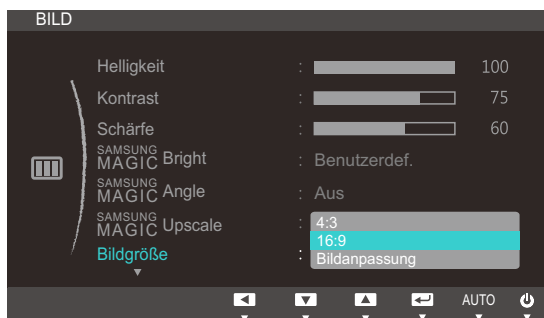 BILD
Helligkeit : 100
Kontrast : 75
Schärfe : 60
SAMSUNG
MAGIC Bright : Benutzerdef.
SAMSUNG
MAGIC Angle : Aus
SAMSUNG
MAGIC Upscale :
4:3
16:9
Bildgröße :
Bildanpassung
AUTO